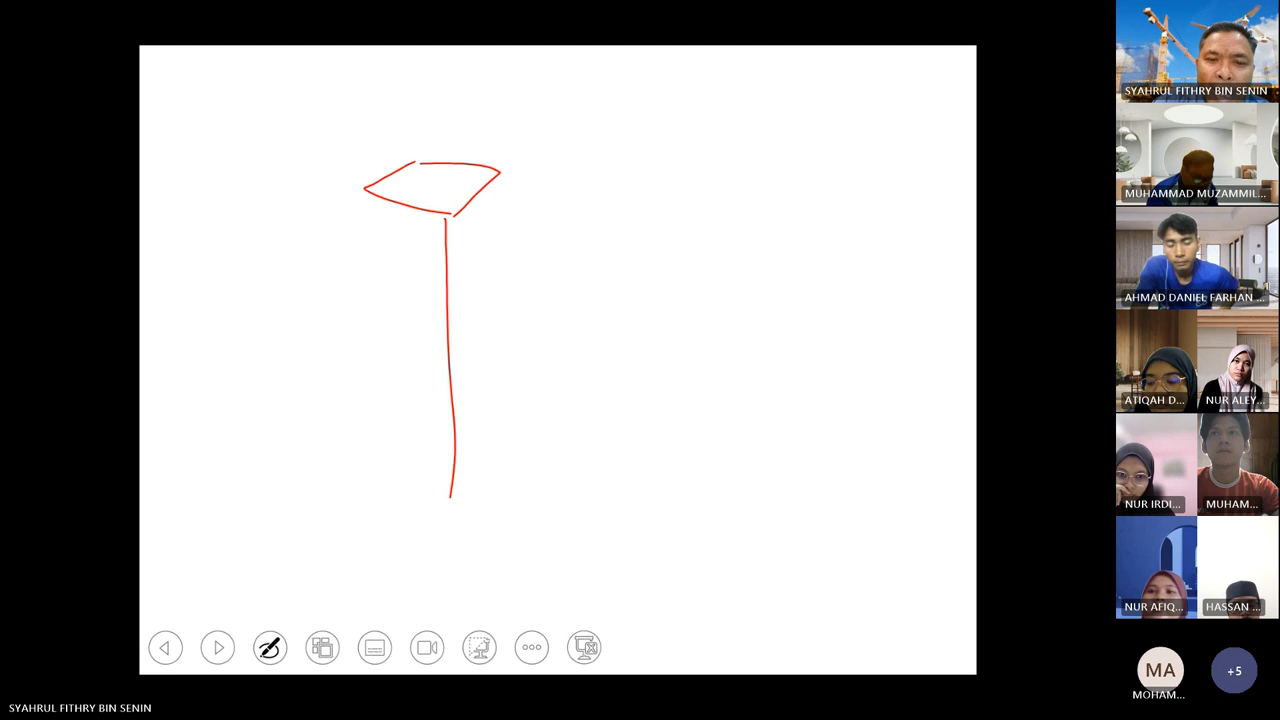 SYAHRUL FITHRY BIN SENIN
MUHAMMAD MUZAMMIL...
AHMAD DANIEL FARHAN ...
ATIQAH D...
NUR ALEY...
NUR IRDI...
MUHAM...
NUR AFIQ...
HASSAN ...
MA
MOHAM...
+5
SYAHRUL FITHRY BIN SENIN